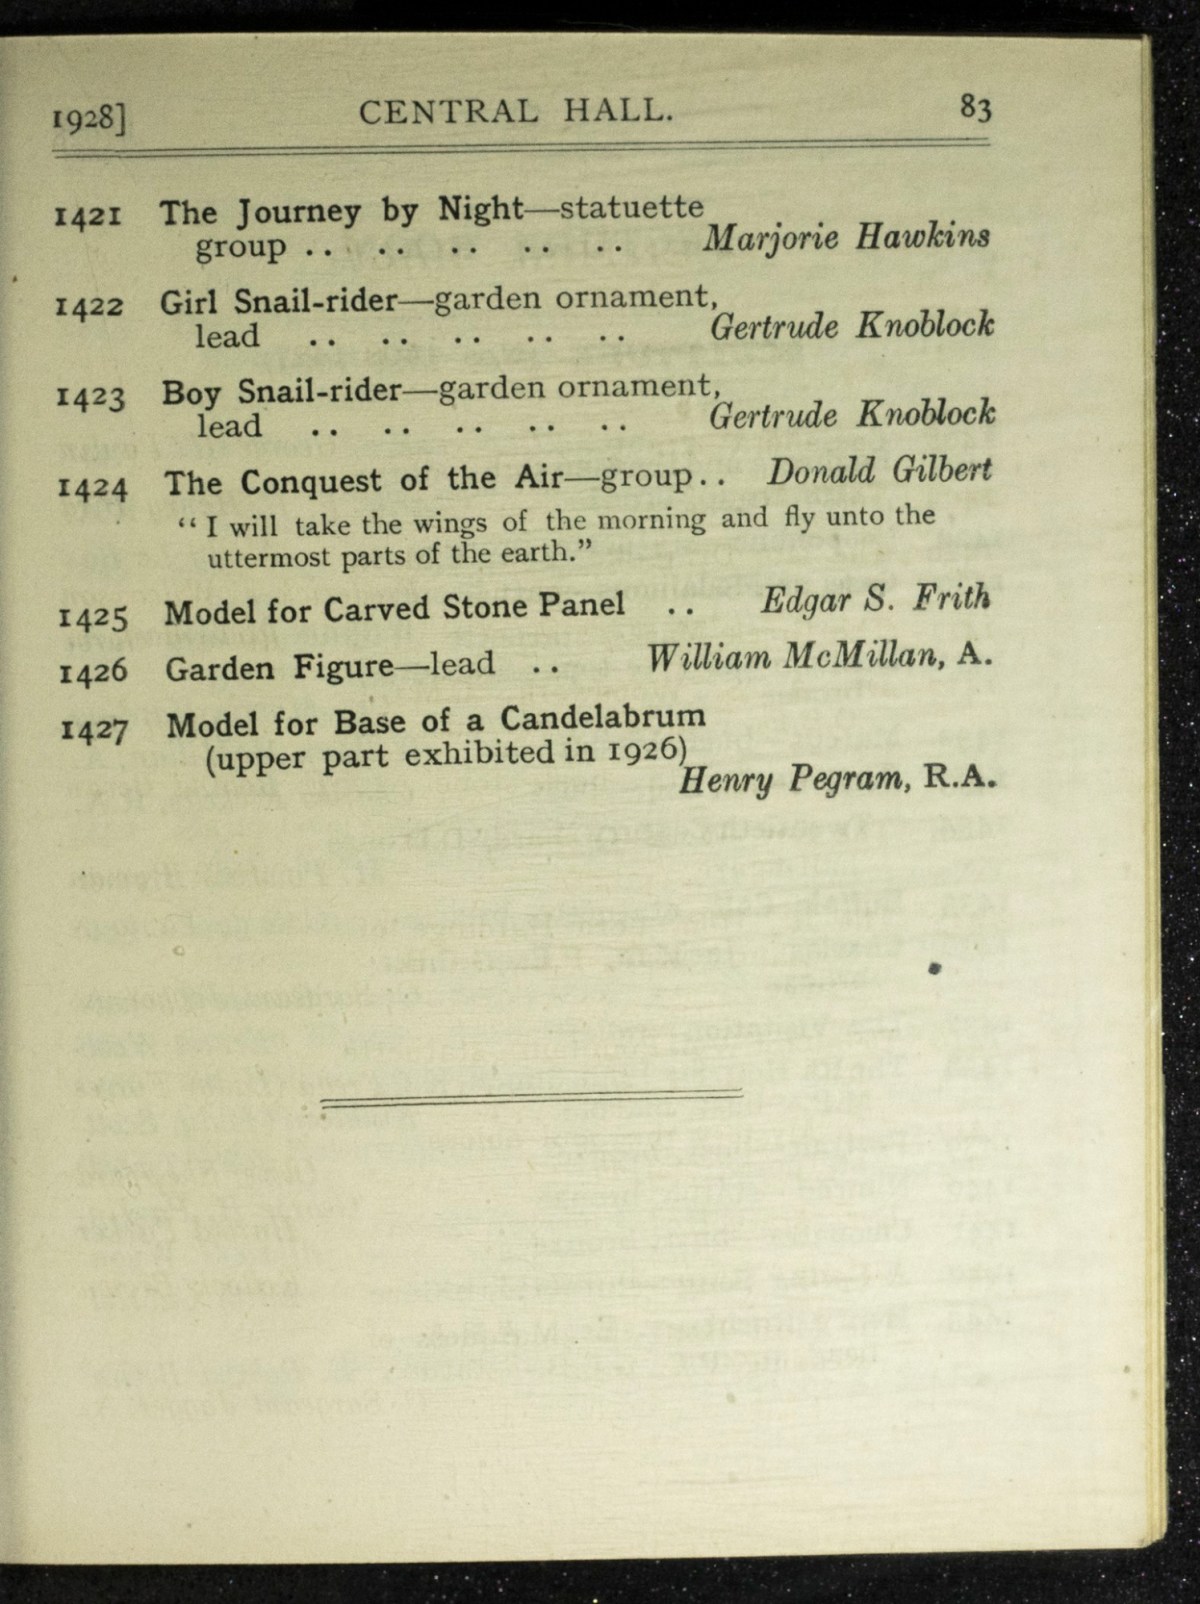 1928] CENTRAL HALL. 83
1421 The Journey by Night—statuette
group .. .. .. .. .. Marjorie Hawkins
1422 Girl Snail-rider—garden ornament,
lead .. .. .. .. .. Gertrude Knoblock
1423 Boy Snail-rider—garden ornament,
lead .. .. .. .. .. Gertrude Knoblock
1424 The Conquest of the Air—group .. Donald Gilbert
“ I will take the wings of the morning and fly unto the
uttermost parts of the earth.”
1425 Model for Carved Stone Panel .. Edgar S. Frith
1426 Garden Figure—lead .. William McMillan, A.
1427 Model for Base of a Candelabrum
(upper part exhibited in 1926)
Henry Pegram, R.A.